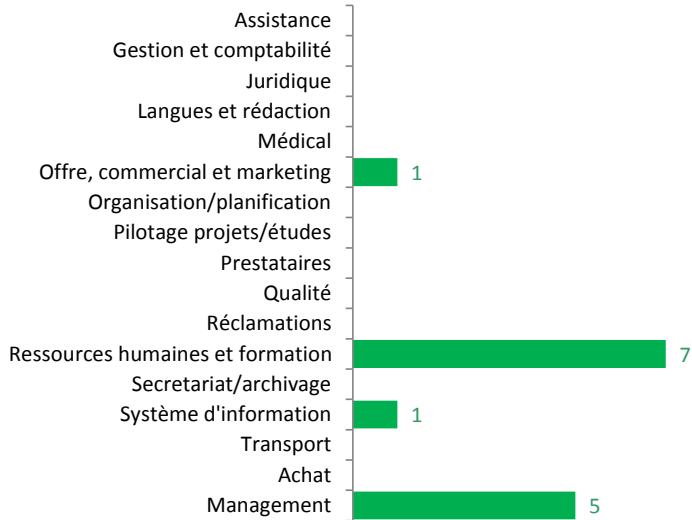 Assistance
Gestion et comptabilité
Juridique
Langues et rédaction
Médical
Offre, commercial et marketing 1
Organisation/planification
Pilotage projets/études
Prestataires
Qualité
Réclamations
Ressources humaines et formation 7
Secretariat/archivage
Système d'information 1
Transport
Achat
Management 5